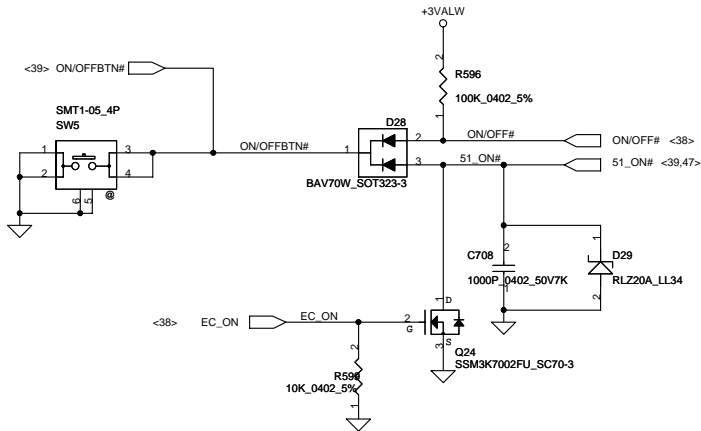 +3VALW
2
R596
100K_0402_5%
1
<39> ON/OFFBTN#
SMT1-05_4P
SW5
1
2
3
4
6
5
@
ON/OFFBTN#
D28
1
2
3
BAV70W_SOT323-3
ON/OFF#
ON/OFF# <38>
51_ON#
51_ON# <39,47>
C708
2
1000P_0402_50V7K
1
1
D29
RLZ20A_LL34
2
<38> EC_ON
EC_ON
2
G
1
D
S
3
Q24
SSM3K7002FU_SC70-3
2
R599
10K_0402_5%
1